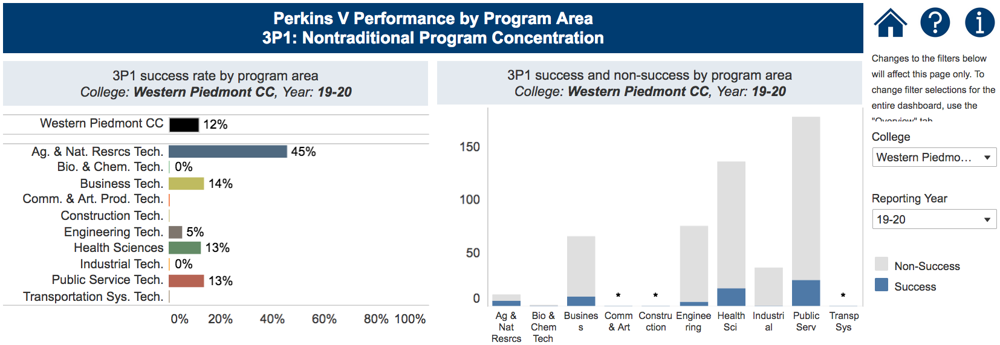 Perkins V Performance by Program Area
3P1: Nontraditional Program Concentration
3P1 success rate by program area
College: Western Piedmont CC, Year: 19-20
Western Piedmont CC 12%
Ag. & Nat. Resrcs Tech. 45%
Bio. & Chem. Tech. 0%
Business Tech. 14%
Comm. & Art. Prod. Tech.
Construction Tech.
Engineering Tech. 5%
Health Sciences 13%
Industrial Tech. 0%
Public Service Tech. 13%
Transportation Sys. Tech.
0% 20% 40% 60% 80% 100%
3P1 success and non-success by program area
College: Western Piedmont CC, Year: 19-20
150
100
50
0
* * *
Ag & Bio & Busines Comm Constru Enginee Health Industri Public Transp
Nat Chem s & Art ction ring Sci al Serv Sys
Resrcs Tech
? i
Changes to the filters below
will affect this page only. To
change filter selections for the
entire dashboard, use the
"Overview" tab
College
Western Piedmo...
Reporting Year
19-20
Non-Success
Success